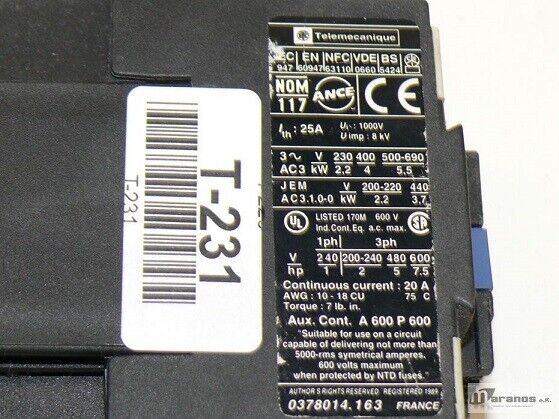 Telemecanique
EC EN NFC VDE BS
947 60947 63110 0660 5424
NOM
117
ANCE
CE
Ith : 25A
Ui : 1000V
U imp : 8 kV
3~ V 230 400 500-690
AC3 kW 2.2 4 5.5
JEM V 200-220 440
AC3.1.0-0 kW 2.2 3.7
UL
LISTED 170M 600 V
Ind.Cont.Eq. a.c. max.
SA
1ph 3ph
V 240 200-240 480 600
hp 1 2 5 7.5
Continuous current : 20 A
AWG : 10 - 18 CU 75 C
Torque : 7 lb. in.
Aux. Cont. A 600 P 600
"Suitable for use on a circuit
capable of delivering not more than
5000-rms symetrical amperes.
600 volts maximum
when protected by NTD fuses."
AUTHOR'S RIGHTS RESERVED REGISTERED 1989
0378014.163 FRANCE
T-231
T-231
maranos e.K.